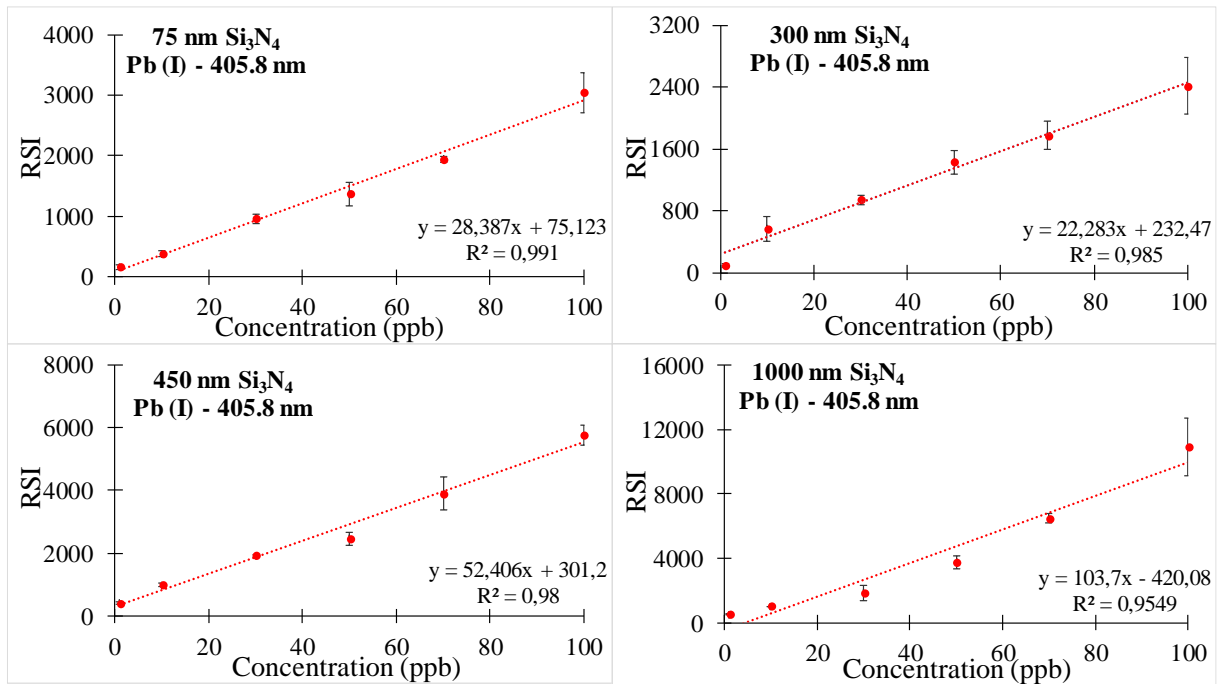 75 nm Si₃N₄
Pb (I) - 405.8 nm
4000
3000
2000
1000
0
RSI
y = 28,387x + 75,123
R² = 0,991
0 20 40 60 80 100
Concentration (ppb)
300 nm Si₃N₄
Pb (I) - 405.8 nm
3200
2400
1600
800
0
RSI
y = 22,283x + 232,47
R² = 0,985
0 20 40 60 80 100
Concentration (ppb)
450 nm Si₃N₄
Pb (I) - 405.8 nm
8000
6000
4000
2000
0
RSI
y = 52,406x + 301,2
R² = 0,98
0 20 40 60 80 100
Concentration (ppb)
1000 nm Si₃N₄
Pb (I) - 405.8 nm
16000
12000
8000
4000
0
RSI
y = 103,7x - 420,08
R² = 0,9549
0 20 40 60 80 100
Concentration (ppb)